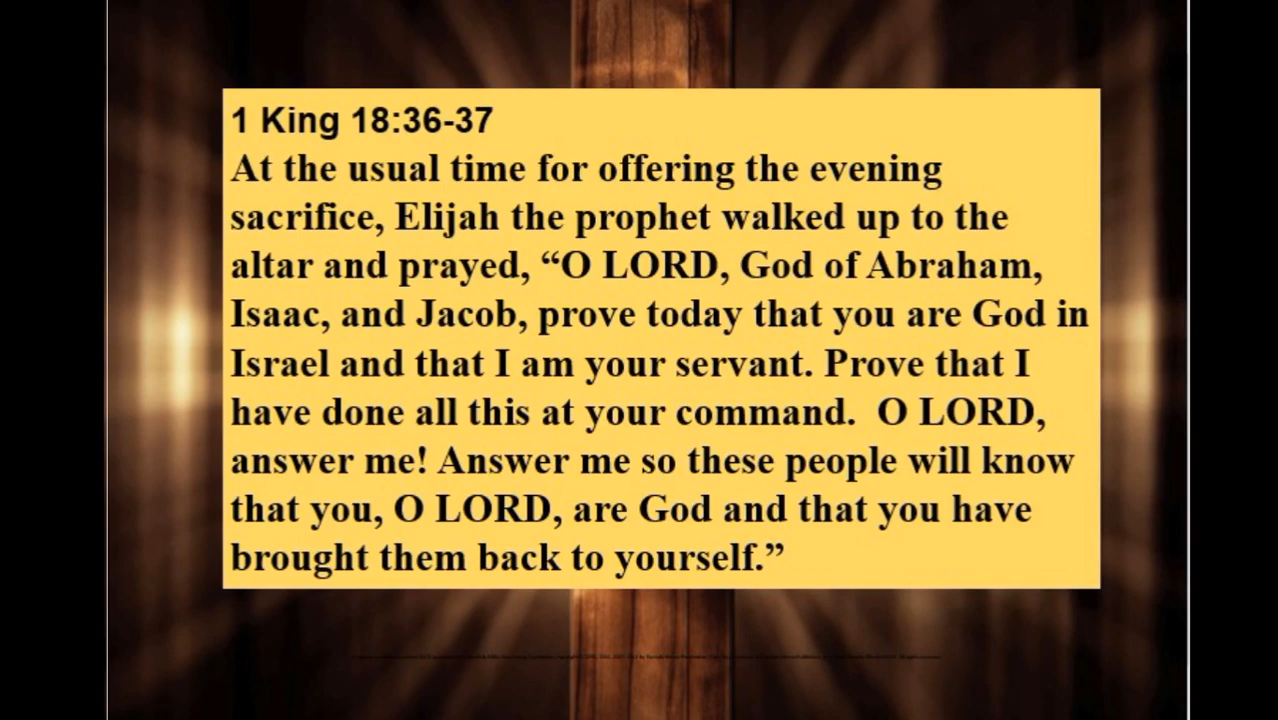 1 King 18:36-37
At the usual time for offering the evening
sacrifice, Elijah the prophet walked up to the
altar and prayed, “O LORD, God of Abraham,
Isaac, and Jacob, prove today that you are God in
Israel and that I am your servant. Prove that I
have done all this at your command.  O LORD,
answer me! Answer me so these people will know
that you, O LORD, are God and that you have
brought them back to yourself.”